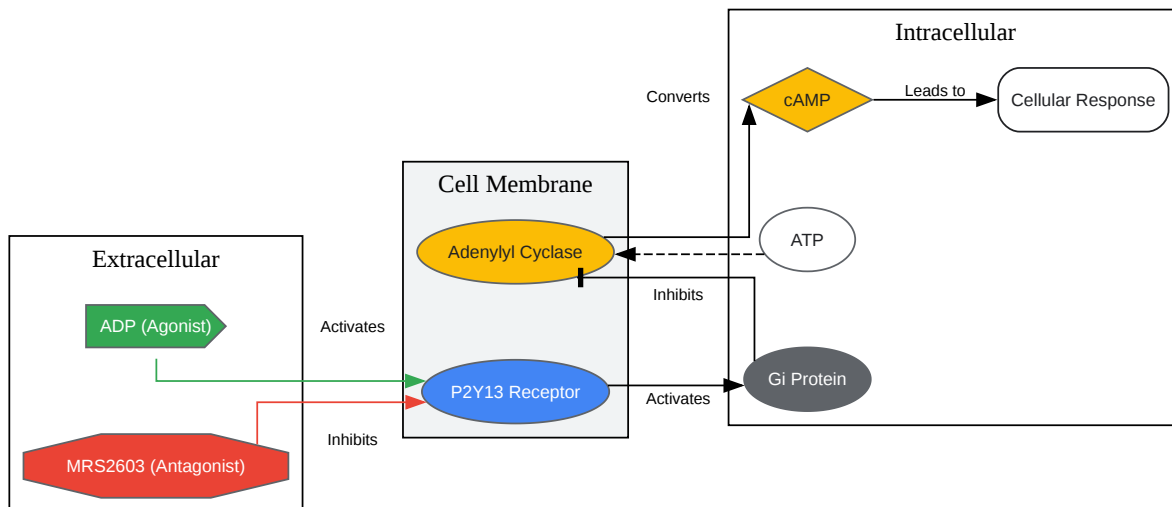 Intracellular
Converts
cAMP
Leads to
Cellular Response
Cell Membrane
Adenylyl Cyclase
ATP
Extracellular
Inhibits
ADP (Agonist)
Activates
P2Y13 Receptor
Gi Protein
Activates
Inhibits
MRS2603 (Antagonist)